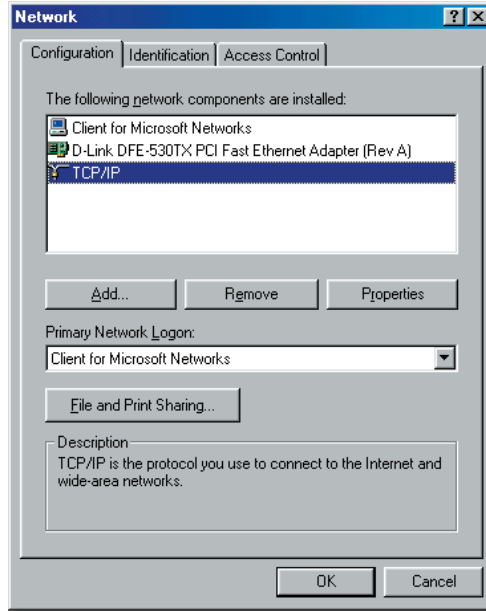 Network
Configuration Identification Access Control
The following network components are installed:
Client for Microsoft Networks
D-Link DFE-530TX PCI Fast Ethernet Adapter (Rev A)
TCP/IP
Add... Remove Properties
Primary Network Logon:
Client for Microsoft Networks
File and Print Sharing...
Description
TCP/IP is the protocol you use to connect to the Internet and
wide-area networks.
OK Cancel